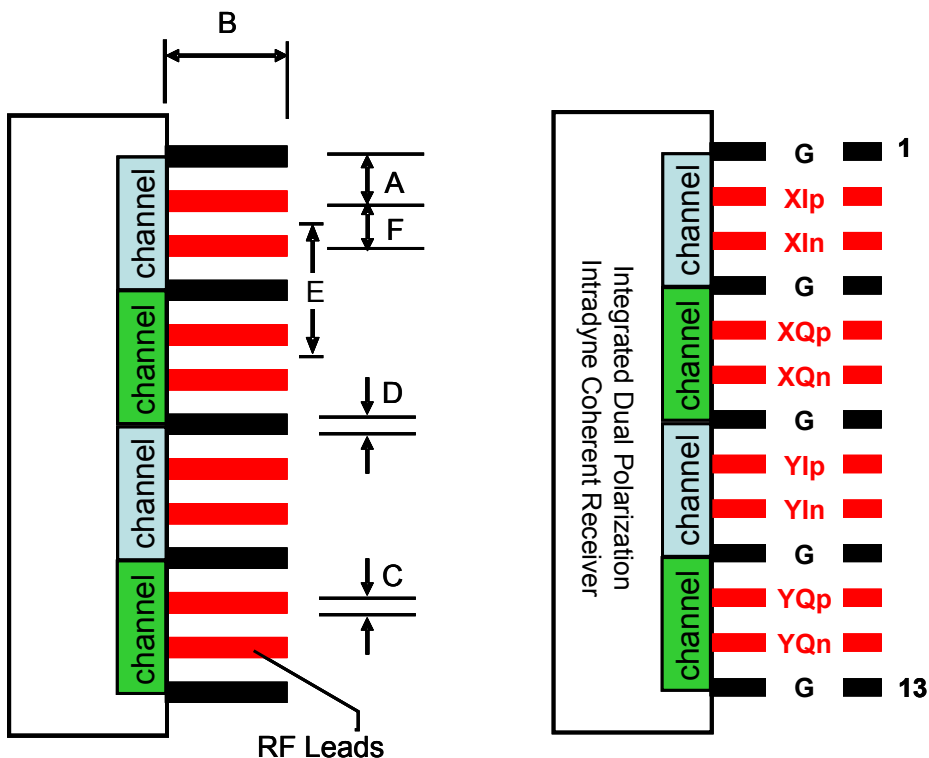 B
A
F
E
D
C
channel
channel
channel
channel
RF Leads
Integrated Dual Polarization
Intradyne Coherent Receiver
channel
channel
channel
channel
G 1
XIp
XIn
G
XQp
XQn
G
YIp
YIn
G
YQp
YQn
G 13